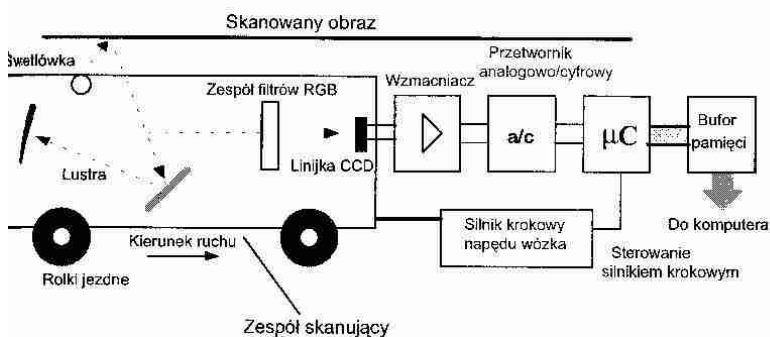 Skanowany obraz
Swetlówka
Zespół filtrów RGB
Wzmacniacz
Przetwornik
analogowo/cyfrowy
a/c
µC
Bufor
pamięci
Linijka CCD
Lustra
Do komputera
Silnik krokowy
napędu wózka
Kierunek ruchu
Sterowanie
silnikiem krokowym
Rolki jezdne
Zespół skanujący